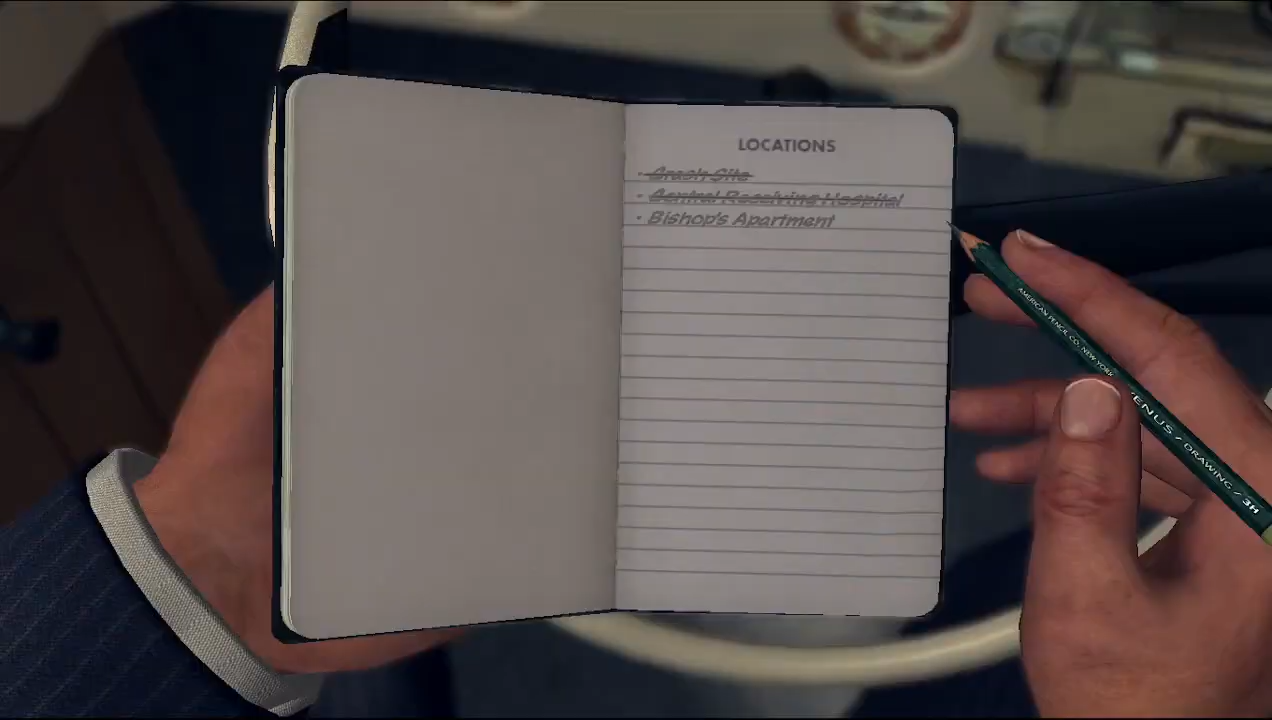 LOCATIONS
- Crash Site
- Central Receiving Hospital
- Bishop's Apartment
AMERICAN PENCIL CO. NEW YORK
VENUS / DRAWING / 3H